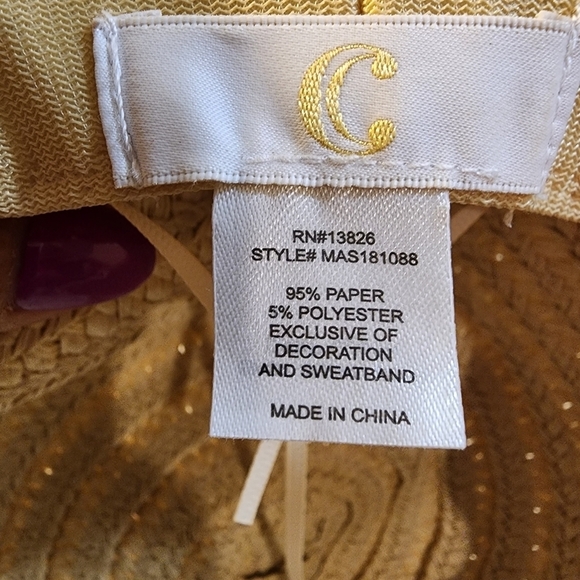 C
RN#13826
STYLE# MAS181088
95% PAPER
5% POLYESTER
EXCLUSIVE OF
DECORATION
AND SWEATBAND
MADE IN CHINA